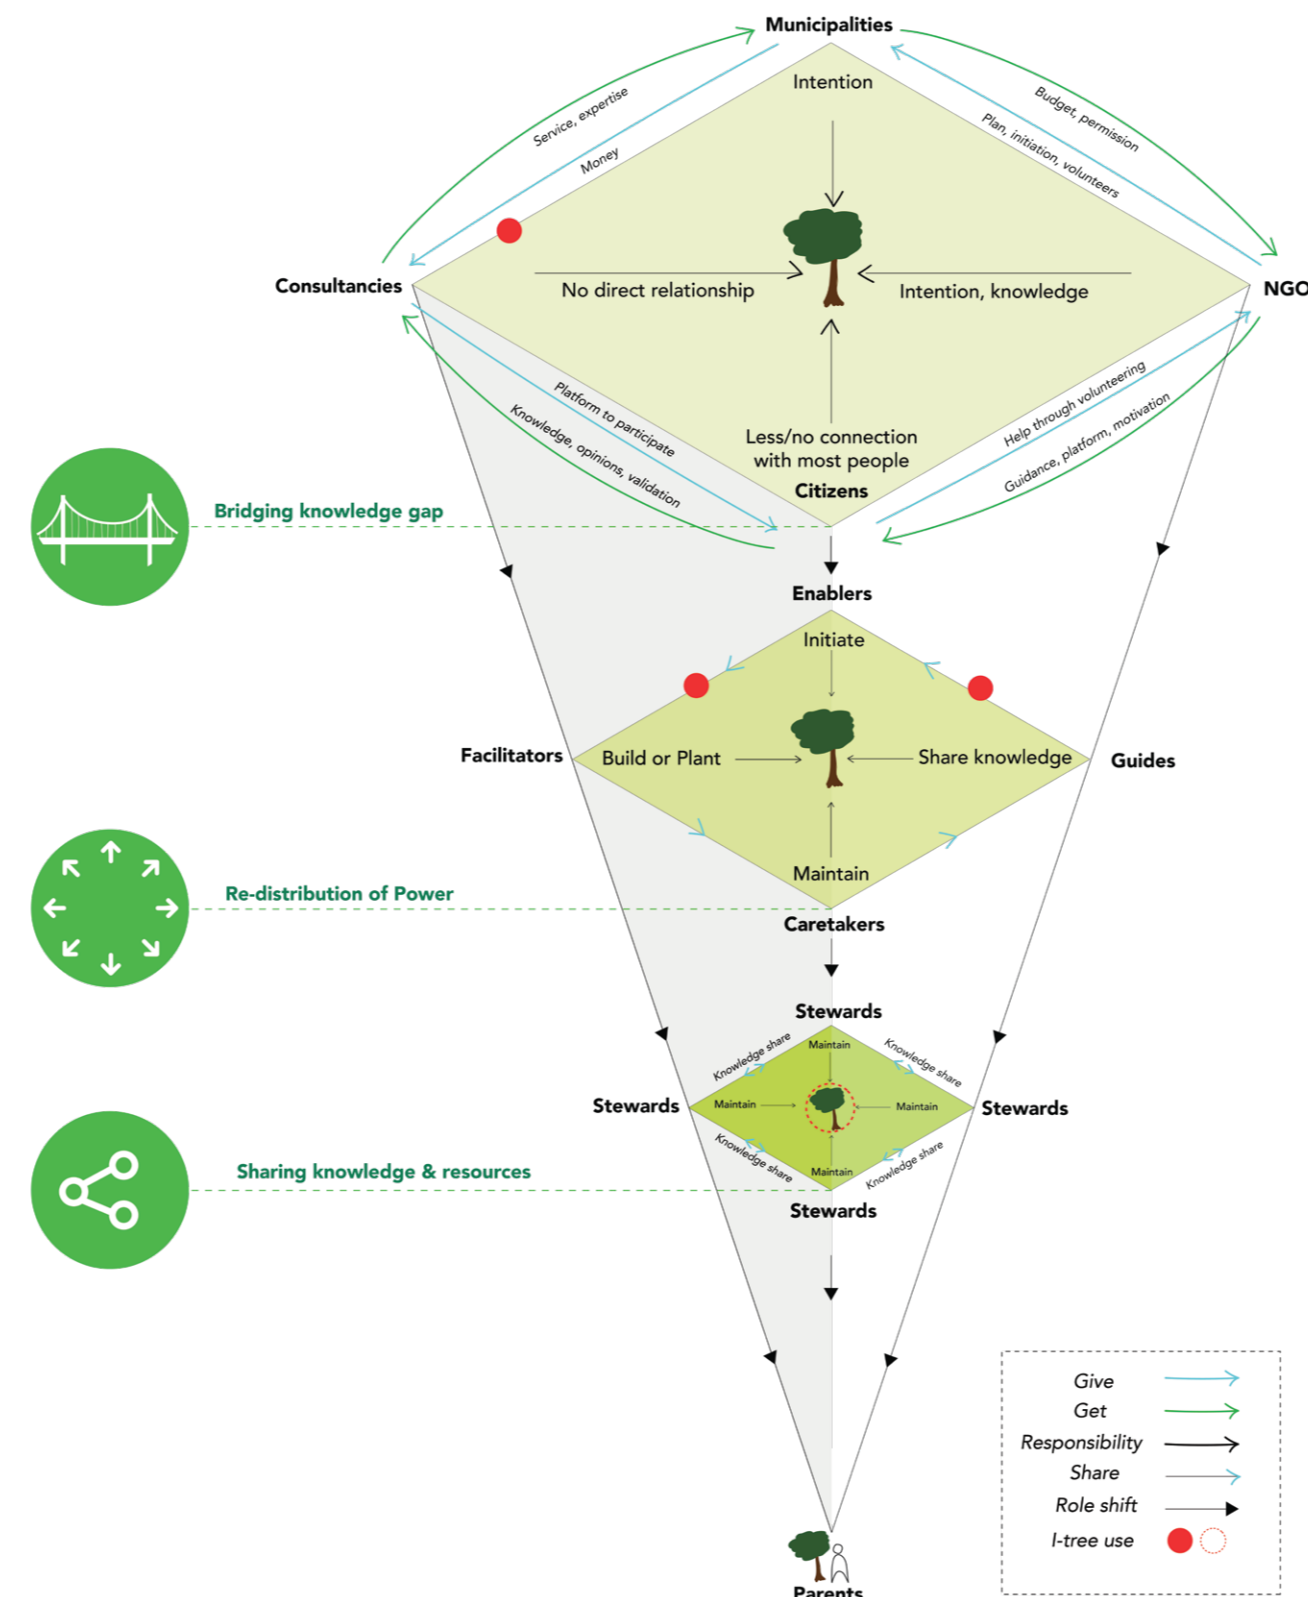 Municipalities
Intention
Service, expertise
Money
Budget, permission
Plan, initiation, volunteers
Consultancies
No direct relationship
Intention, knowledge
NGO
Platform to participate
Knowledge, opinions, validation
Help through volunteering
Guidance, platform, motivation
Less/no connection
with most people
Citizens
Bridging knowledge gap
Enablers
Initiate
Facilitators
Build or Plant
Share knowledge
Guides
Maintain
Re-distribution of Power
Caretakers
Stewards
Knowledge share
Maintain
Knowledge share
Stewards
Maintain
Maintain
Stewards
Knowledge share
Maintain
Knowledge share
Sharing knowledge & resources
Stewards
Give
Get
Responsibility
Share
Role shift
I-tree use
Parents